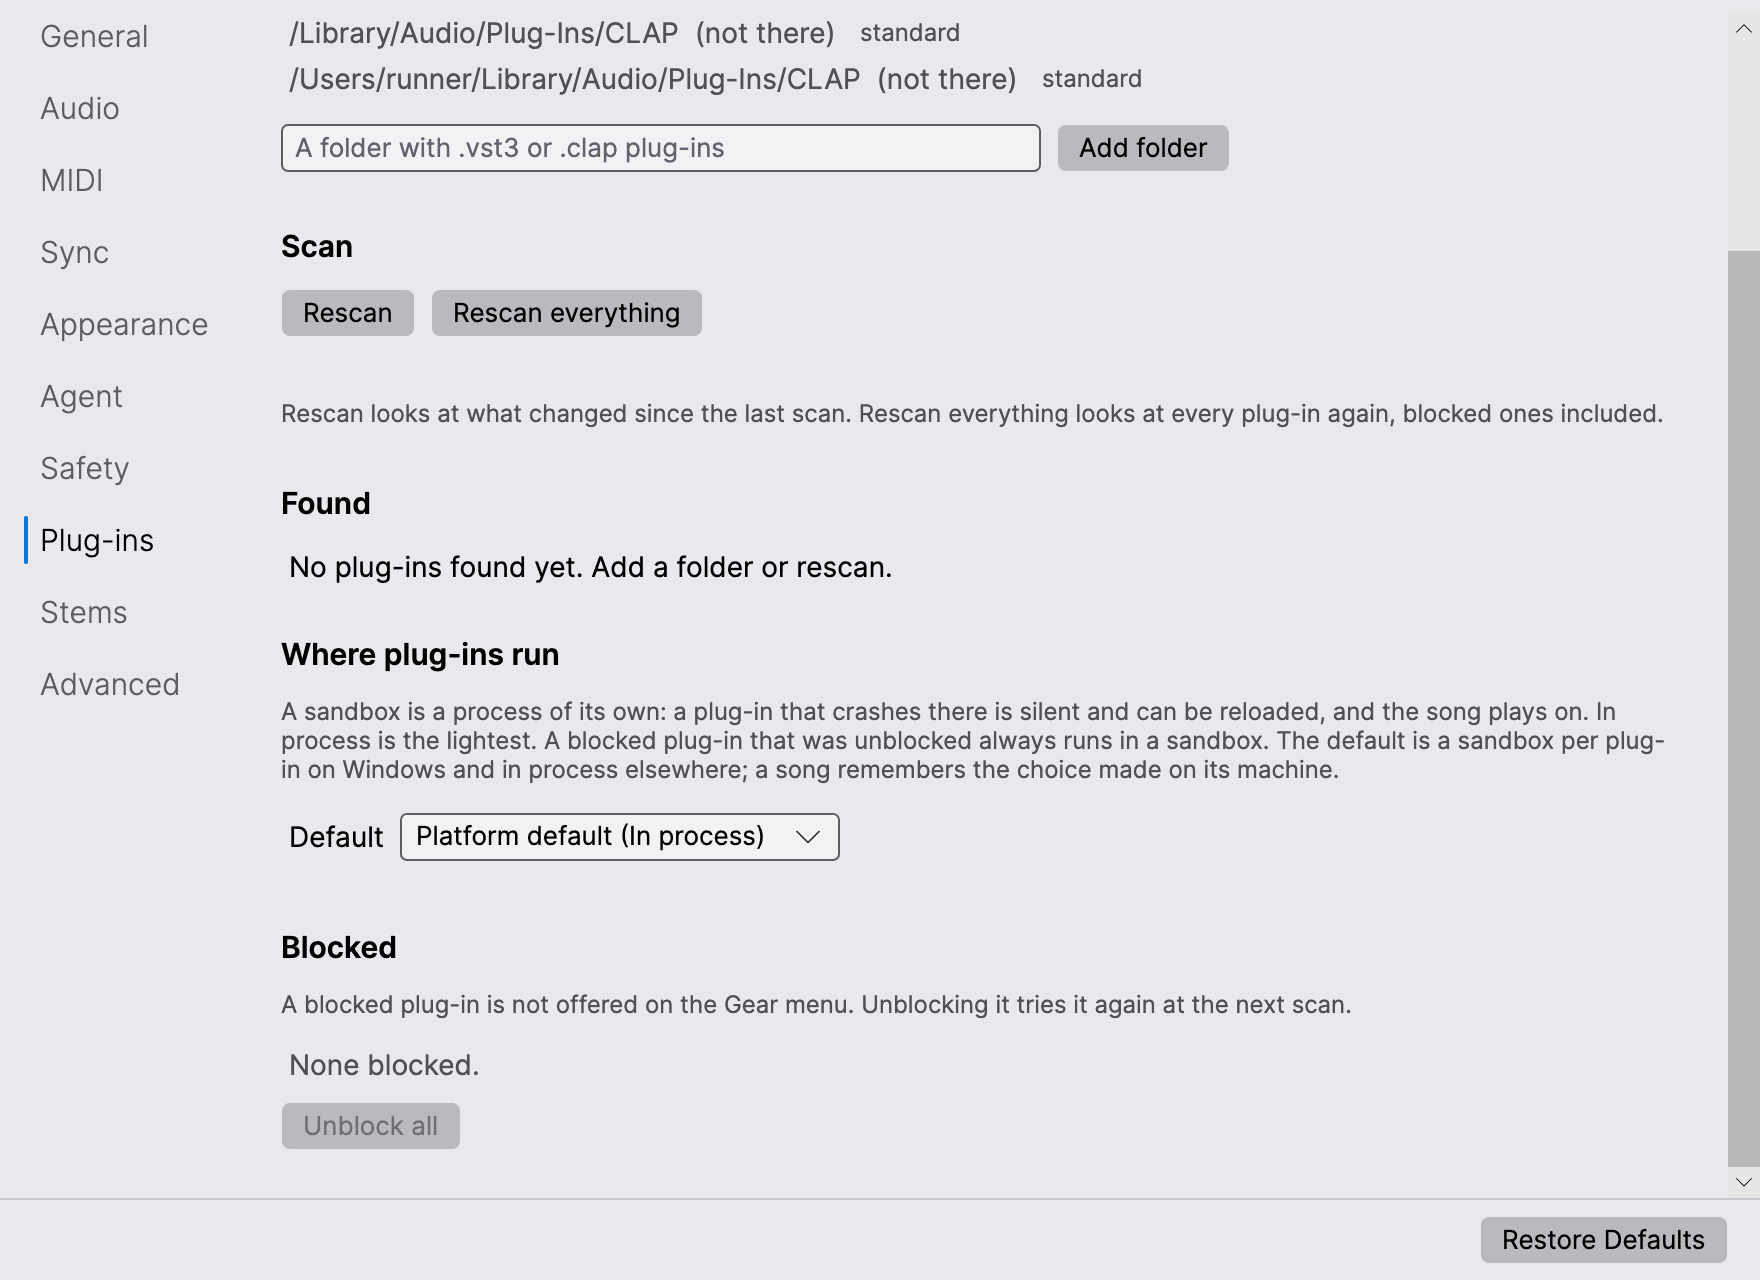 General
Audio
MIDI
Sync
Appearance
Agent
Safety
Plug-ins
Stems
Advanced
/Library/Audio/Plug-Ins/CLAP (not there) standard
/Users/runner/Library/Audio/Plug-Ins/CLAP (not there) standard
A folder with .vst3 or .clap plug-ins
Add folder
Scan
Rescan
Rescan everything
Rescan looks at what changed since the last scan. Rescan everything looks at every plug-in again, blocked ones included.
Found
No plug-ins found yet. Add a folder or rescan.
Where plug-ins run
A sandbox is a process of its own: a plug-in that crashes there is silent and can be reloaded, and the song plays on. In
process is the lightest. A blocked plug-in that was unblocked always runs in a sandbox. The default is a sandbox per plug-
in on Windows and in process elsewhere; a song remembers the choice made on its machine.
Default
Platform default (In process)
Blocked
A blocked plug-in is not offered on the Gear menu. Unblocking it tries it again at the next scan.
None blocked.
Unblock all
Restore Defaults